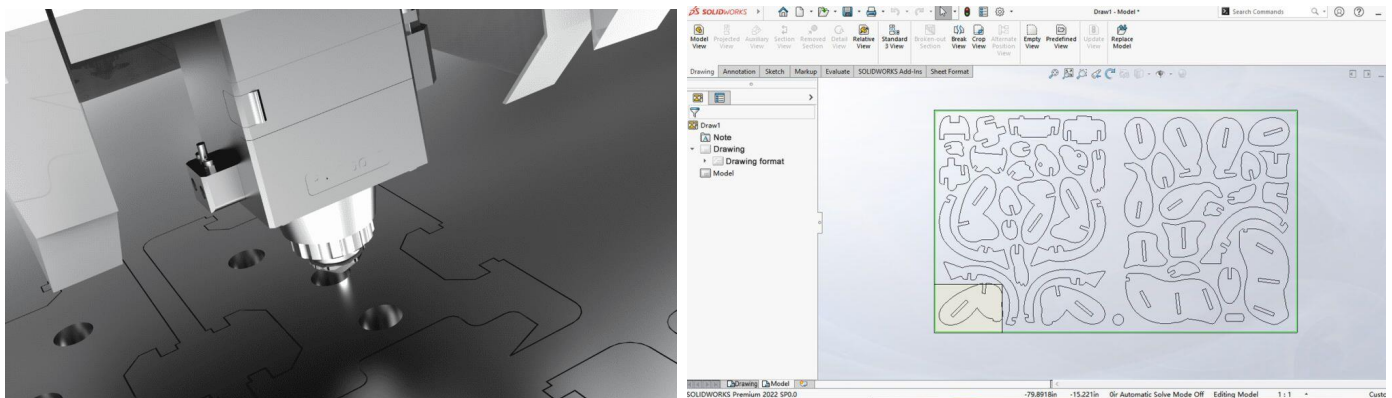 SOLIDWORKS
Draw1 - Model *
Search Commands
Model View
Projected View
Auxiliary View
Section View
Removed Section
Detail View
Relative View
Standard 3 View
Broken-out Section
Break View
Crop View
Alternate Position View
Empty View
Predefined View
Update View
Replace Model
Drawing
Annotation
Sketch
Markup
Evaluate
SOLIDWORKS Add-Ins
Sheet Format
Draw1
Note
Drawing
Drawing format
Model
Drawing
Model
SOLIDWORKS Premium 2022 SP0.0
-79.8918in
-15.221in
0in Automatic Solve Mode Off
Editing Model
1 : 1
Custo